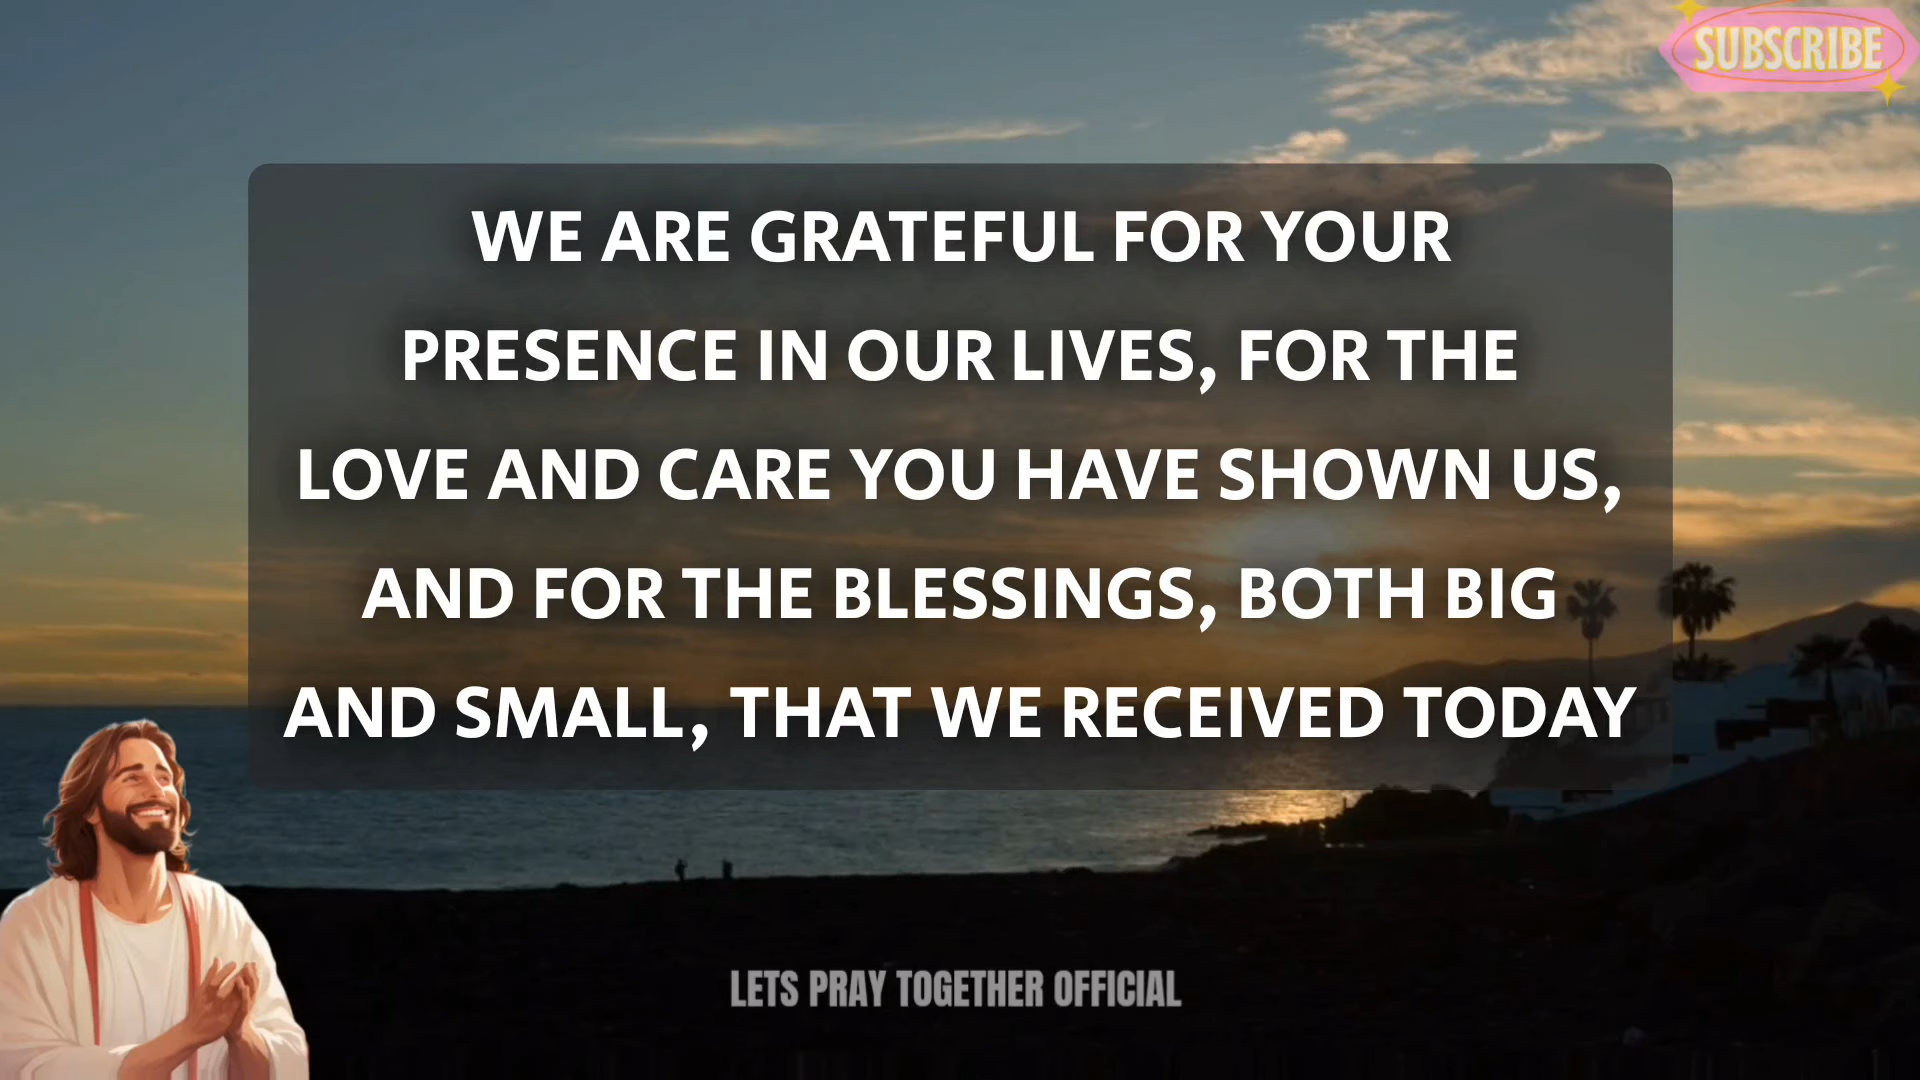 SUBSCRIBE
WE ARE GRATEFUL FOR YOUR
PRESENCE IN OUR LIVES, FOR THE
LOVE AND CARE YOU HAVE SHOWN US,
AND FOR THE BLESSINGS, BOTH BIG
AND SMALL, THAT WE RECEIVED TODAY
LETS PRAY TOGETHER OFFICIAL